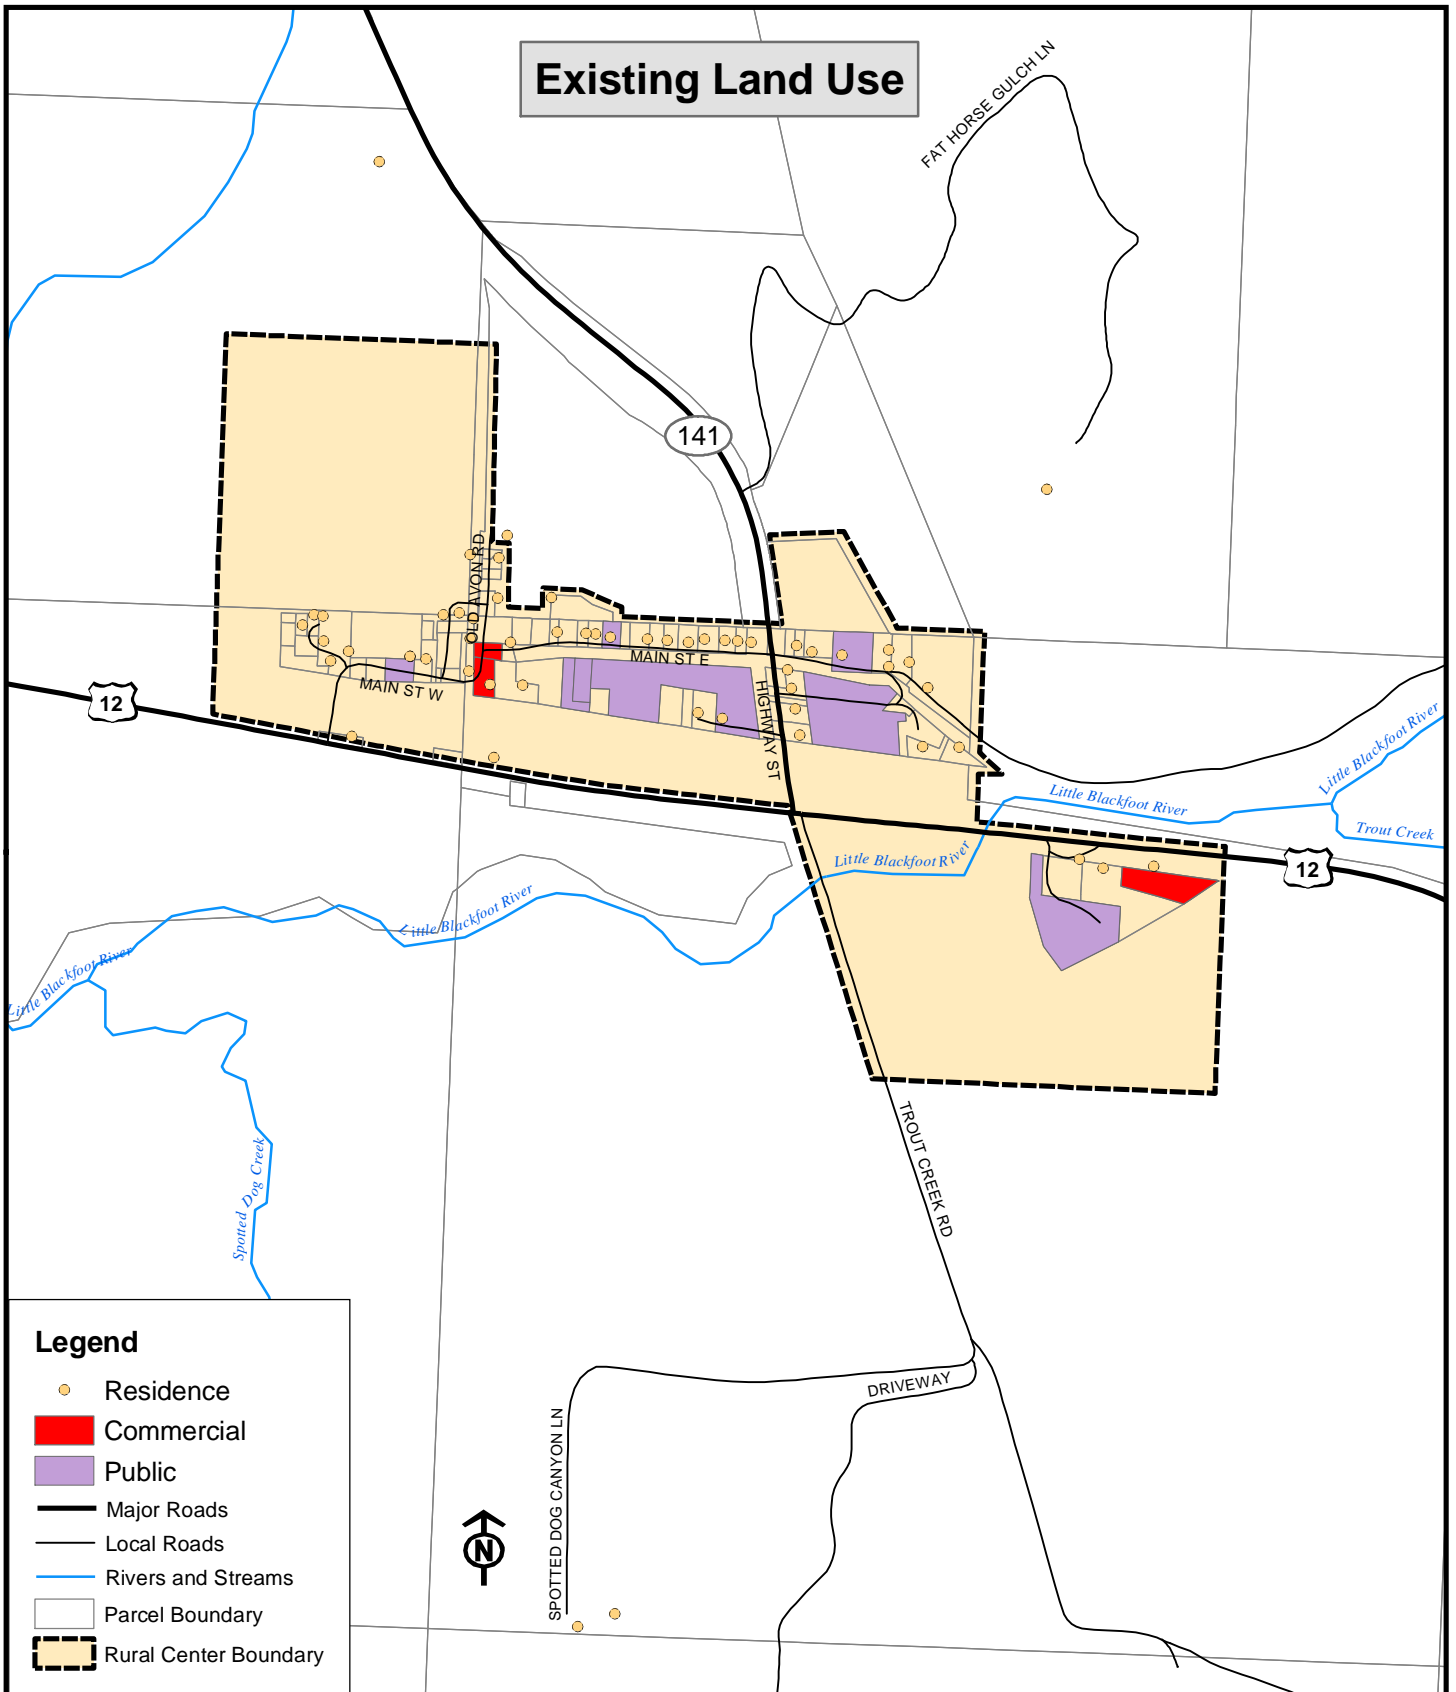 Existing Land Use
FAT HORSE GULCH LN
141
OLD AVON RD
MAIN ST E
MAIN ST W
HIGHWAY ST
12
Little Blackfoot River
Little Blackfoot River
Trout Creek
Little Blackfoot River
12
Little Blackfoot River
Little Blackfoot River
TROUT CREEK RD
Spotted Dog Creek
DRIVEWAY
SPOTTED DOG CANYON LN
N
Legend
Residence
Commercial
Public
Major Roads
Local Roads
Rivers and Streams
Parcel Boundary
Rural Center Boundary